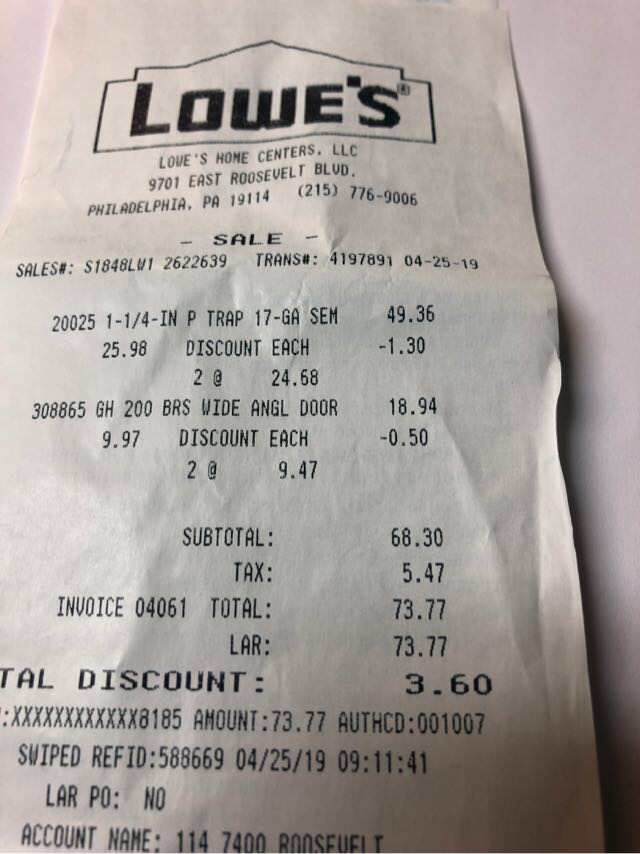 LOWE'S®
LOWE'S HOME CENTERS, LLC
9701 EAST ROOSEVELT BLVD.
PHILADELPHIA, PA 19114 (215) 776-9006
- SALE -
SALES#: S1848LW1 2622639 TRANS#: 4197891 04-25-19
20025 1-1/4-IN P TRAP 17-GA SEM 49.36
25.98 DISCOUNT EACH -1.30
2 @ 24.68
308865 GH 200 BRS WIDE ANGL DOOR 18.94
9.97 DISCOUNT EACH -0.50
2 @ 9.47
SUBTOTAL: 68.30
TAX: 5.47
INVOICE 04061 TOTAL: 73.77
LAR: 73.77
TAL DISCOUNT: 3.60
:XXXXXXXXXXXX8185 AMOUNT:73.77 AUTHCD:001007
SWIPED REFID:588669 04/25/19 09:11:41
LAR PO: NO
ACCOUNT NAME: 114 7400 ROOSEVELT